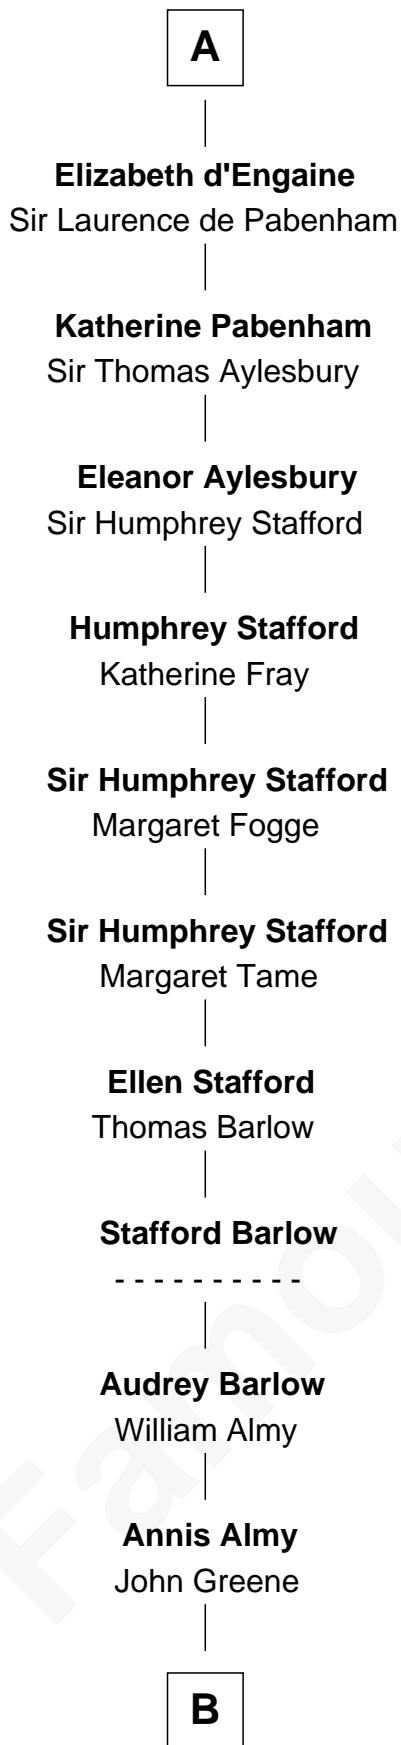 A
Elizabeth d'Engaine
Sir Laurence de Pabenham
Katherine Pabenham
Sir Thomas Aylesbury
Eleanor Aylesbury
Sir Humphrey Stafford
Humphrey Stafford
Katherine Fray
Sir Humphrey Stafford
Margaret Fogge
Sir Humphrey Stafford
Margaret Tame
Ellen Stafford
Thomas Barlow
Stafford Barlow
- - - - - - - - - -
Audrey Barlow
William Almy
Annis Almy
John Greene
B